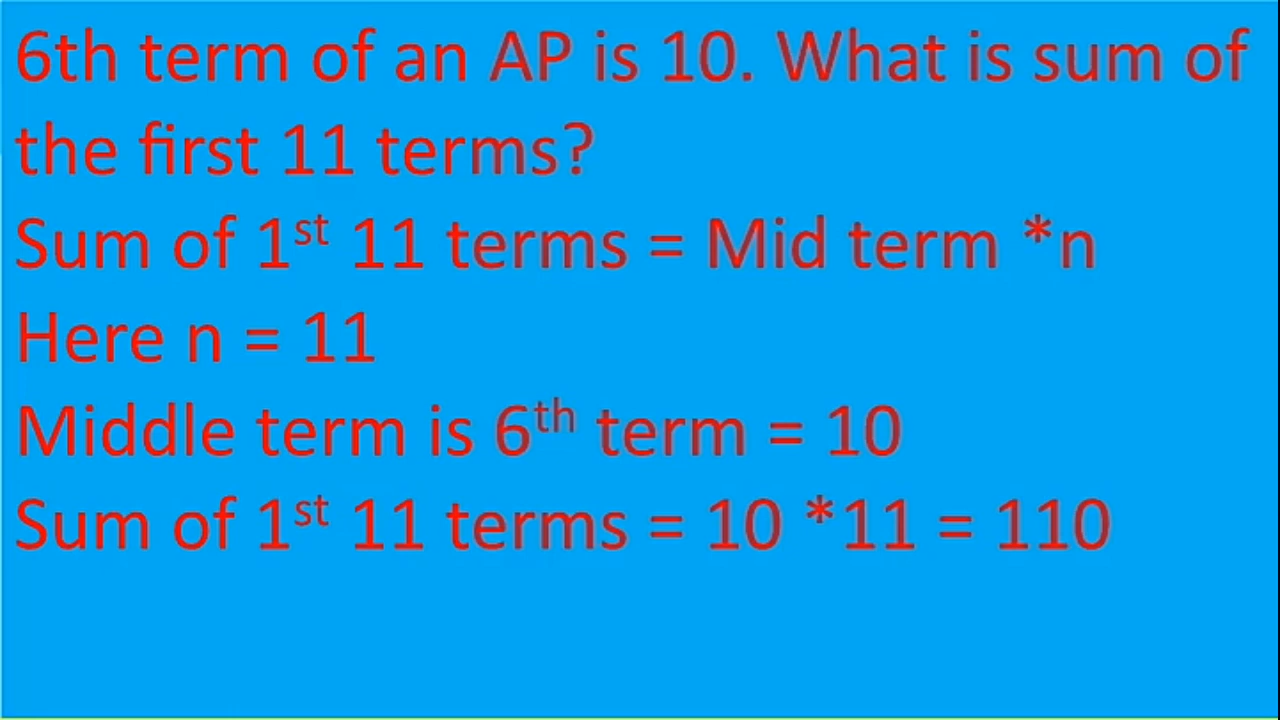 6th term of an AP is 10. What is sum of
the first 11 terms?
Sum of 1st 11 terms = Mid term *n
Here n = 11
Middle term is 6th term = 10
Sum of 1st 11 terms = 10 *11 = 110